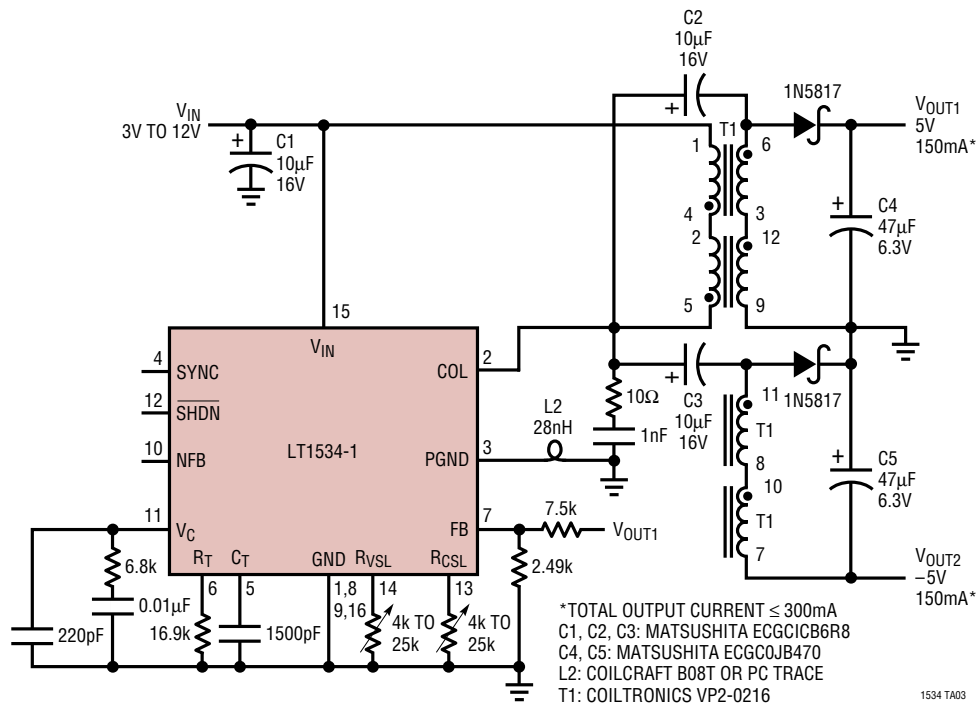 C2
10µF
16V
1N5817
VIN
3V TO 12V
C1
10µF
16V
T1
1
6
4
3
2
12
5
9
VOUT1
5V
150mA*
C4
47µF
6.3V
15
VIN
4
SYNC
COL
2
12
SHDN
10
NFB
LT1534-1
PGND
3
L2
28nH
10Ω
1nF
C3
10µF
16V
11
1N5817
T1
8
10
T1
7
C5
47µF
6.3V
11
VC
FB
7
7.5k
VOUT1
2.49k
VOUT2
–5V
150mA*
RT
CT
GND
RVSL
RCSL
6
5
1,8
9,16
14
13
6.8k
0.01µF
220pF
16.9k
1500pF
4k TO
25k
4k TO
25k
*TOTAL OUTPUT CURRENT ≤ 300mA
C1, C2, C3: MATSUSHITA ECGCICB6R8
C4, C5: MATSUSHITA ECGC0JB470
L2: COILCRAFT B08T OR PC TRACE
T1: COILTRONICS VP2-0216
1534 TA03